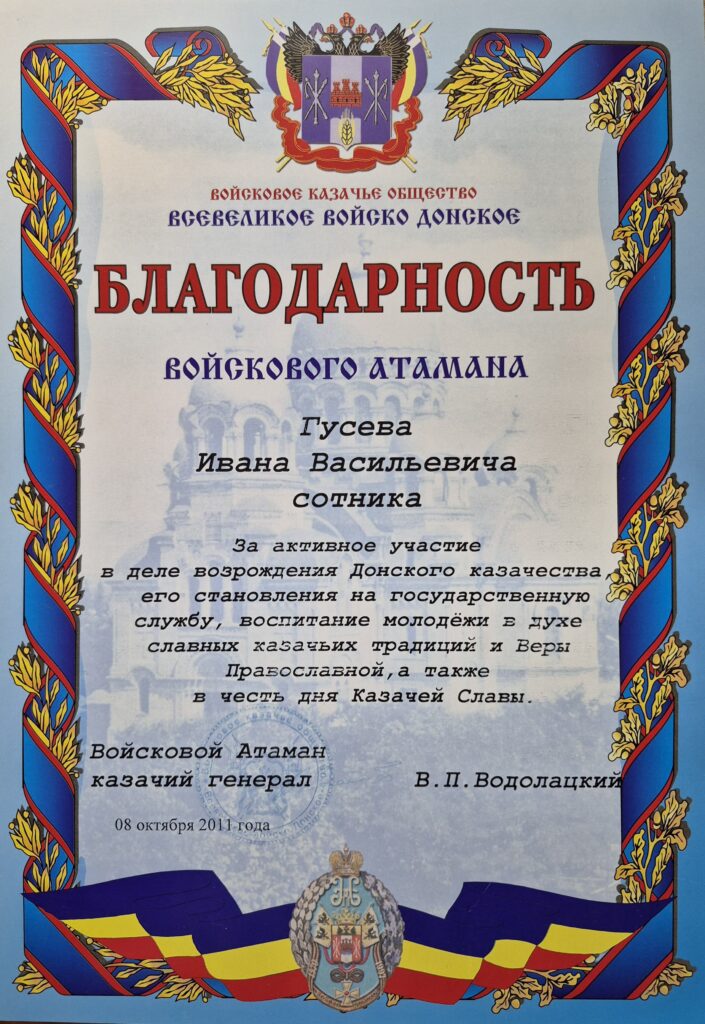 ВОЙСКОВОЕ КАЗАЧЬЕ ОБЩЕСТВО
ВСЕВЕЛИКОЕ ВОЙСКО ДОНСКОЕ
БЛАГОДАРНОСТЬ
ВОЙСКОВОГО АТАМАНА
Гусева
Ивана Васильевича
сотника
За активное участие
в деле возрождения Донского казачества,
его становления на государственную
службу, воспитание молодёжи в духе
славных казачьих традиций и Веры
Православной,а также
в честь дня Казачей Славы.
Войсковой Атаман
казачий генерал В.П.Водолацкий
08 октября 2011 года